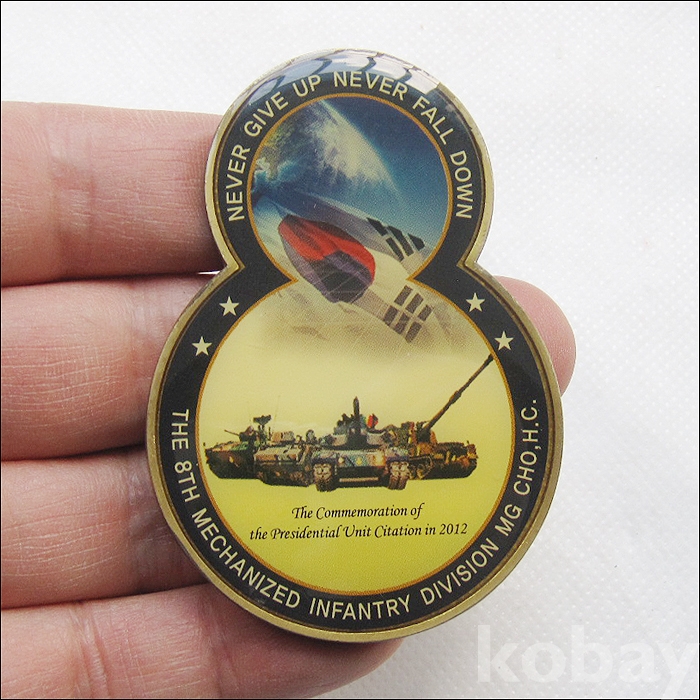 NEVER GIVE UP NEVER FALL DOWN
The Commemoration of
the Presidential Unit Citation in 2012
THE 8TH MECHANIZED INFANTRY DIVISION MG CHO,H.C.
kobay